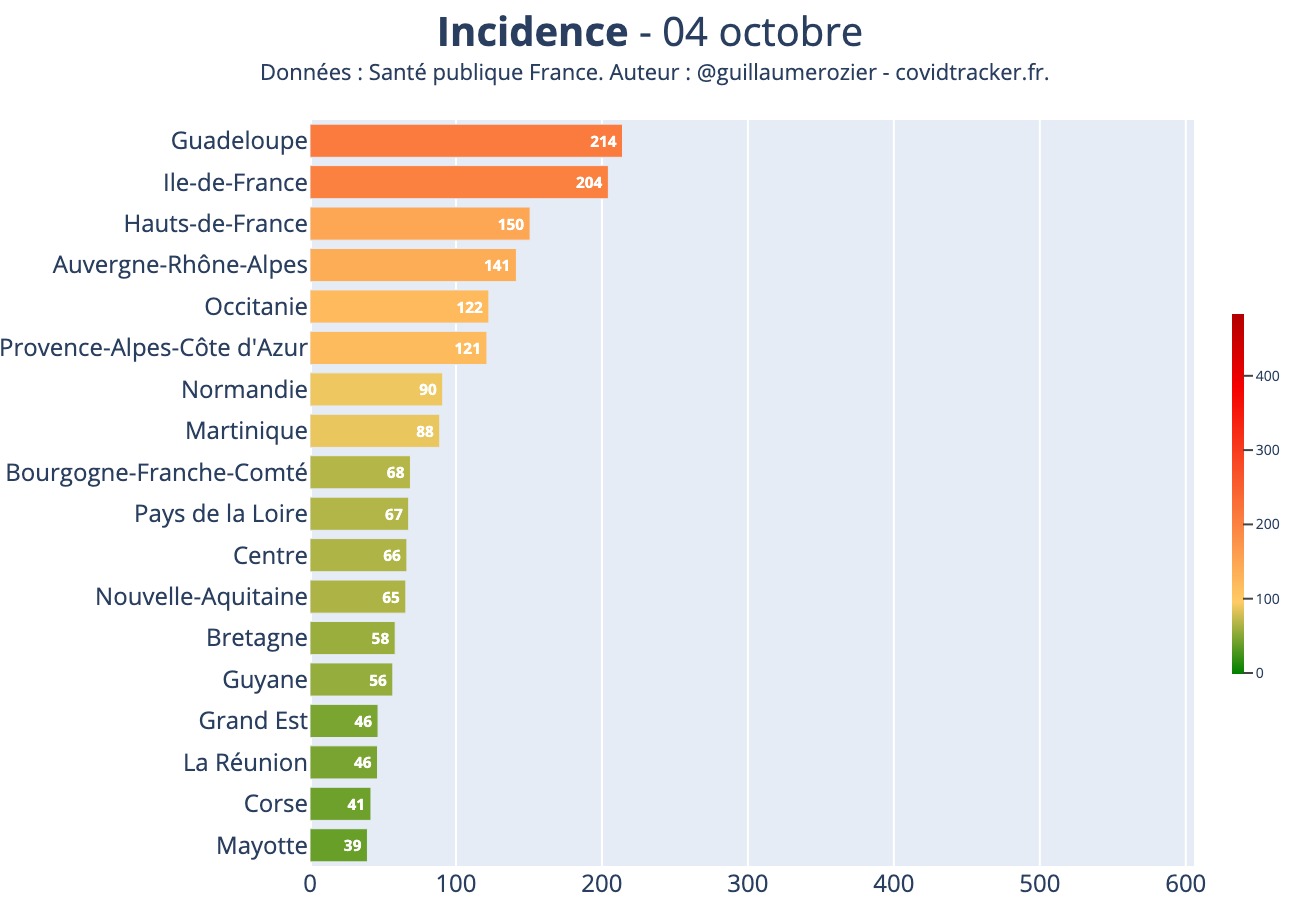 Incidence - 04 octobre
Données : Santé publique France. Auteur : @guillaumerozier - covidtracker.fr.
Guadeloupe 214
Ile-de-France 204
Hauts-de-France 150
Auvergne-Rhône-Alpes 141
Occitanie 122
Provence-Alpes-Côte d'Azur 121
Normandie 90
Martinique 88
Bourgogne-Franche-Comté 68
Pays de la Loire 67
Centre 66
Nouvelle-Aquitaine 65
Bretagne 58
Guyane 56
Grand Est 46
La Réunion 46
Corse 41
Mayotte 39
0 100 200 300 400 500 600
400
300
200
100
0